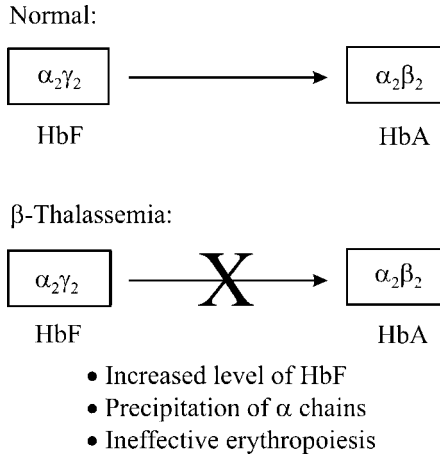 Normal:
α₂γ₂ α₂β₂
HbF HbA
β-Thalassemia:
α₂γ₂ X α₂β₂
HbF HbA
• Increased level of HbF
• Precipitation of α chains
• Ineffective erythropoiesis